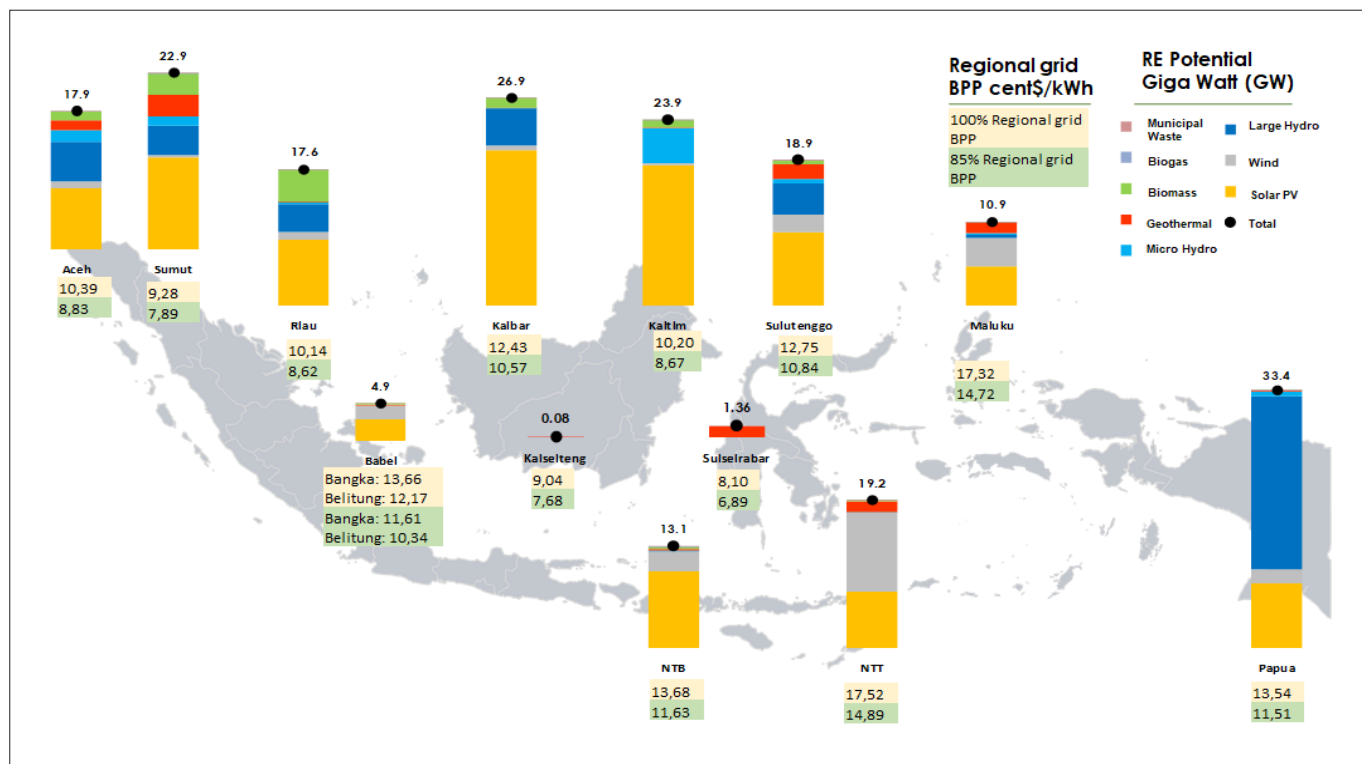 22.9
17.9
26.9
23.9
17.6
18.9
10.9
Regional grid
BPP cent$/kWh
100% Regional grid
BPP
85% Regional grid
BPP
RE Potential
Giga Watt (GW)
Municipal
Waste
Large Hydro
Biogas
Wind
Biomass
Solar PV
Geothermal
Total
Micro Hydro
Aceh
10,39
8,83
Sumut
9,28
7,89
Riau
10,14
8,62
Kalbar
12,43
10,57
Kaltim
10,20
8,67
Sulutenggo
12,75
10,84
Maluku
17,32
14,72
4.9
Babel
Bangka: 13,66
Belitung: 12,17
Bangka: 11,61
Belitung: 10,34
0.08
Kalselteng
9,04
7,68
1.36
Sulselrabar
8,10
6,89
33.4
13.1
19.2
NTB
13,68
11,63
NTT
17,52
14,89
Papua
13,54
11,51